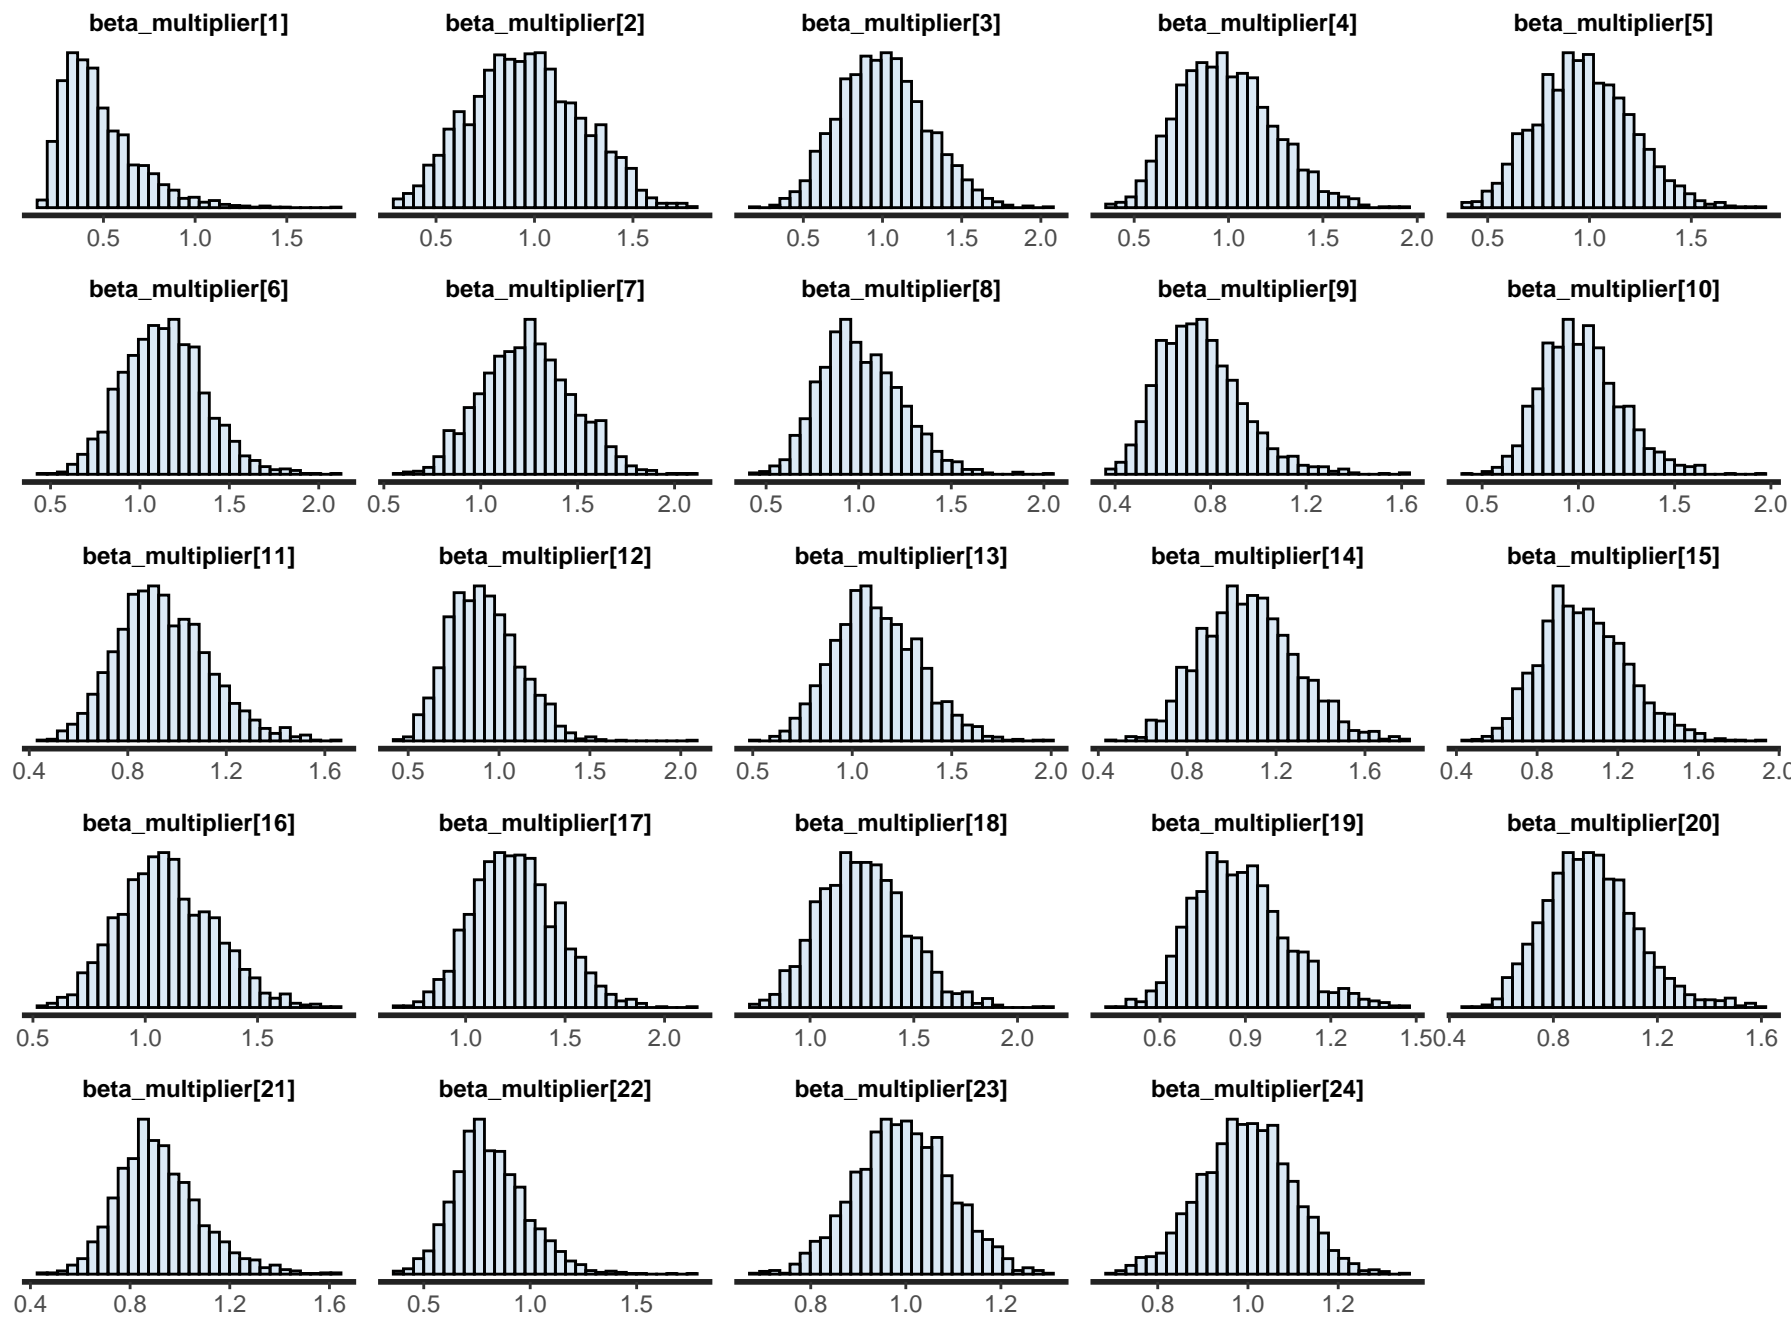 beta_multiplier[1] beta_multiplier[2] beta_multiplier[3] beta_multiplier[4] beta_multiplier[5]
0.5 1.0 1.5 0.5 1.0 1.5 0.5 1.0 1.5 2.0 0.5 1.0 1.5 2.0 0.5 1.0 1.5
beta_multiplier[6] beta_multiplier[7] beta_multiplier[8] beta_multiplier[9] beta_multiplier[10]
0.5 1.0 1.5 2.0 0.5 1.0 1.5 2.0 0.5 1.0 1.5 2.0 0.4 0.8 1.2 1.6 0.5 1.0 1.5 2.0
beta_multiplier[11] beta_multiplier[12] beta_multiplier[13] beta_multiplier[14] beta_multiplier[15]
0.4 0.8 1.2 1.6 0.5 1.0 1.5 2.0 0.5 1.0 1.5 2.0 0.4 0.8 1.2 1.6 0.4 0.8 1.2 1.6 2.0
beta_multiplier[16] beta_multiplier[17] beta_multiplier[18] beta_multiplier[19] beta_multiplier[20]
0.5 1.0 1.5 1.0 1.5 2.0 1.0 1.5 2.0 0.6 0.9 1.2 1.5 0.4 0.8 1.2 1.6
beta_multiplier[21] beta_multiplier[22] beta_multiplier[23] beta_multiplier[24]
0.4 0.8 1.2 1.6 0.5 1.0 1.5 0.8 1.0 1.2 0.8 1.0 1.2